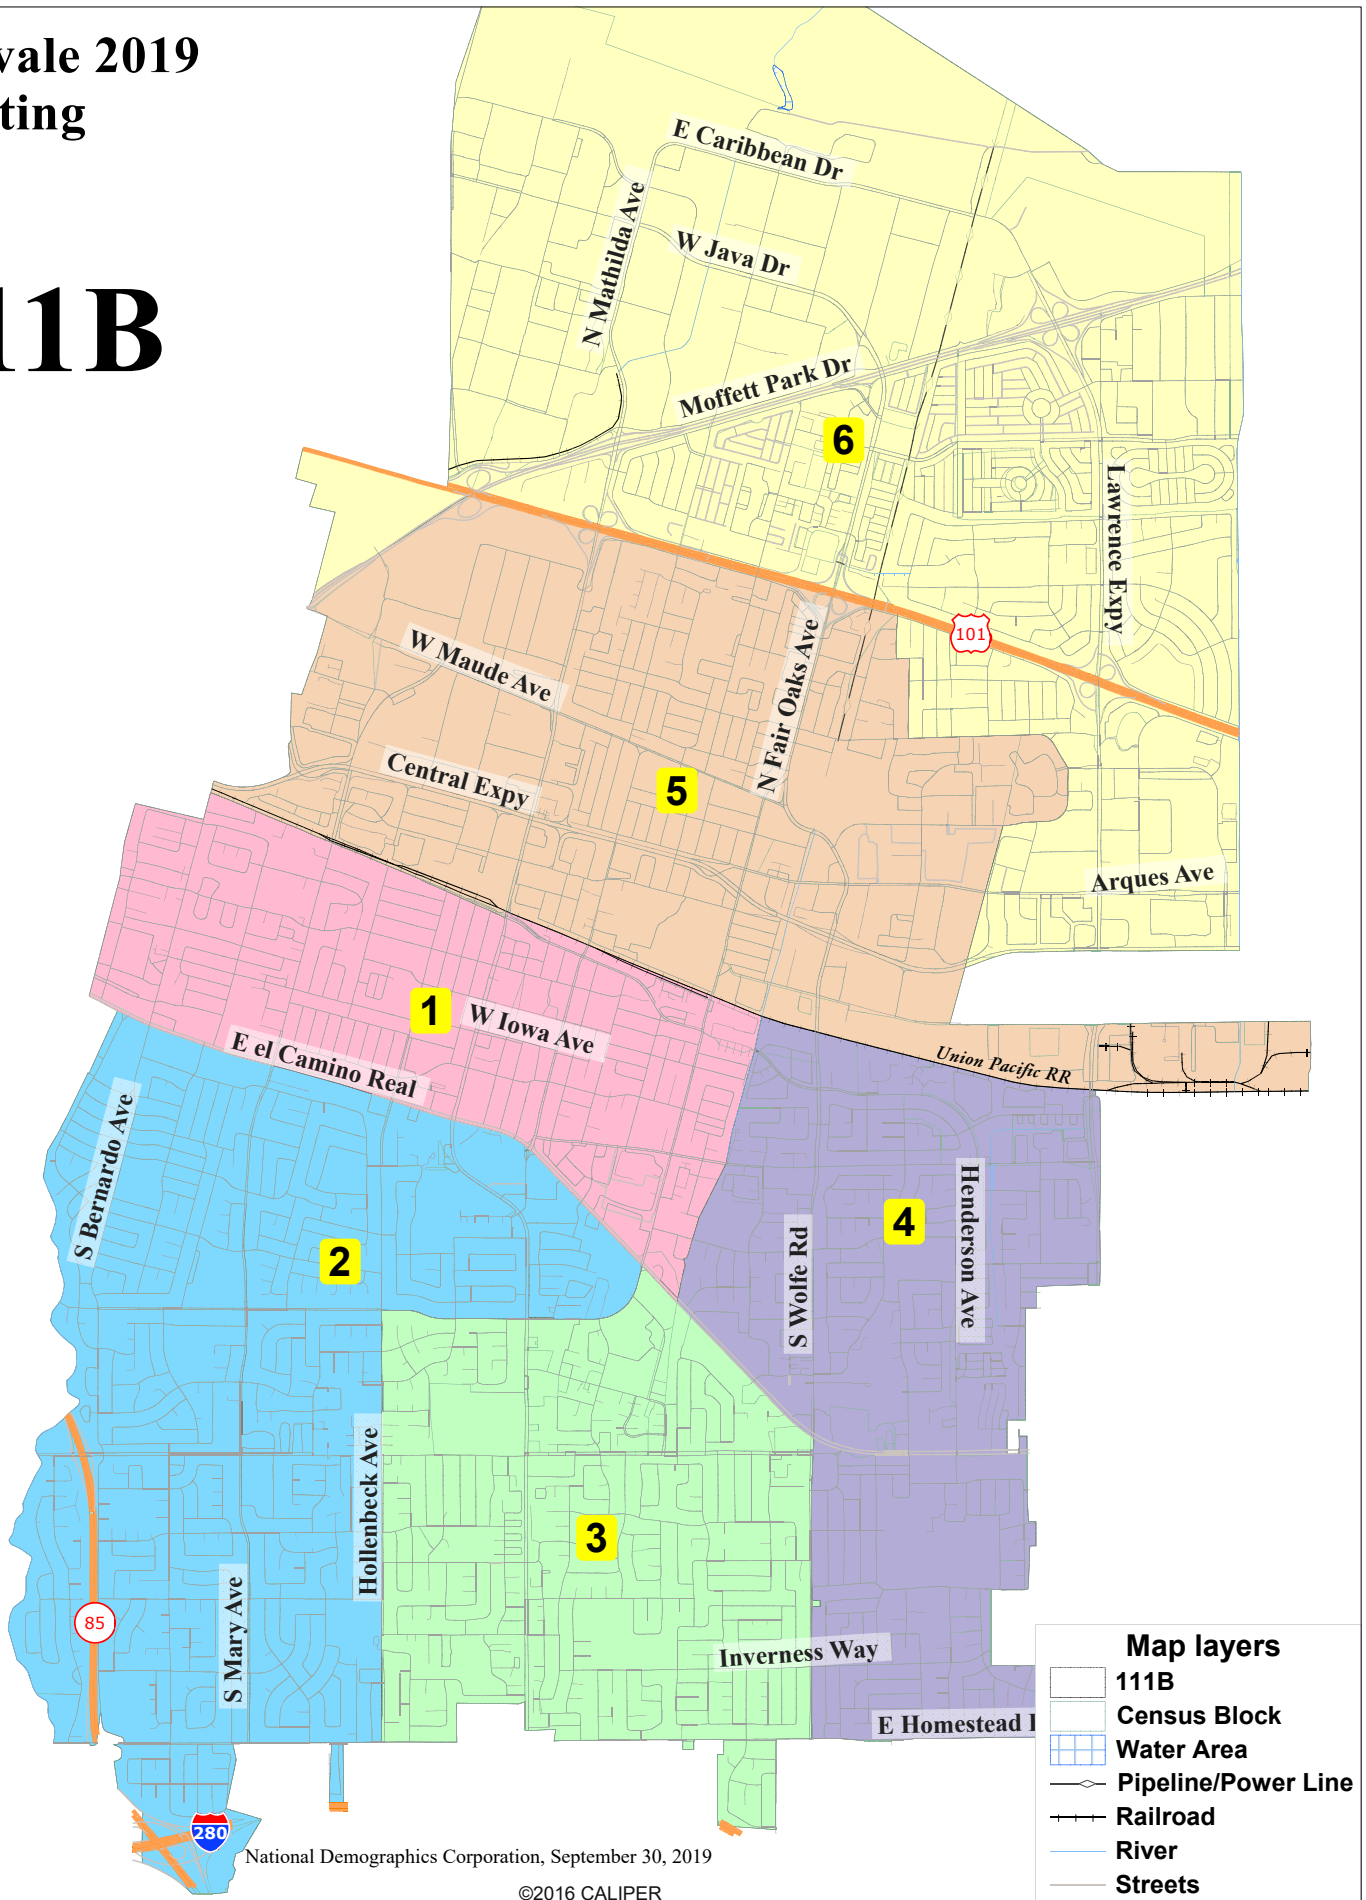 vale 2019
ting
11B
E Caribbean Dr
N Mathilda Ave
W Java Dr
Moffett Park Dr
6
Lawrence Expy
101
W Maude Ave
N Fair Oaks Ave
Central Expy
5
Arques Ave
1
W Iowa Ave
E el Camino Real
Union Pacific RR
S Bernardo Ave
2
4
Henderson Ave
S Wolfe Rd
Hollenbeck Ave
3
85
S Mary Ave
Inverness Way
E Homestead
280
Map layers
111B
Census Block
Water Area
Pipeline/Power Line
Railroad
River
Streets
National Demographics Corporation, September 30, 2019
©2016 CALIPER